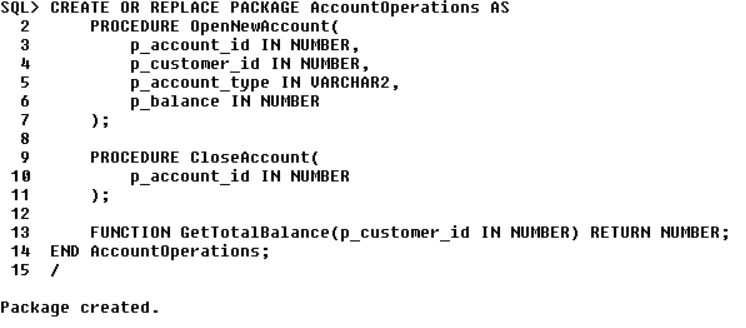 SQL> CREATE OR REPLACE PACKAGE AccountOperations AS
  2      PROCEDURE OpenNewAccount(
  3          p_account_id IN NUMBER,
  4          p_customer_id IN NUMBER,
  5          p_account_type IN VARCHAR2,
  6          p_balance IN NUMBER
  7      );
  8
  9      PROCEDURE CloseAccount(
 10          p_account_id IN NUMBER
 11      );
 12
 13      FUNCTION GetTotalBalance(p_customer_id IN NUMBER) RETURN NUMBER;
 14  END AccountOperations;
 15  /

Package created.